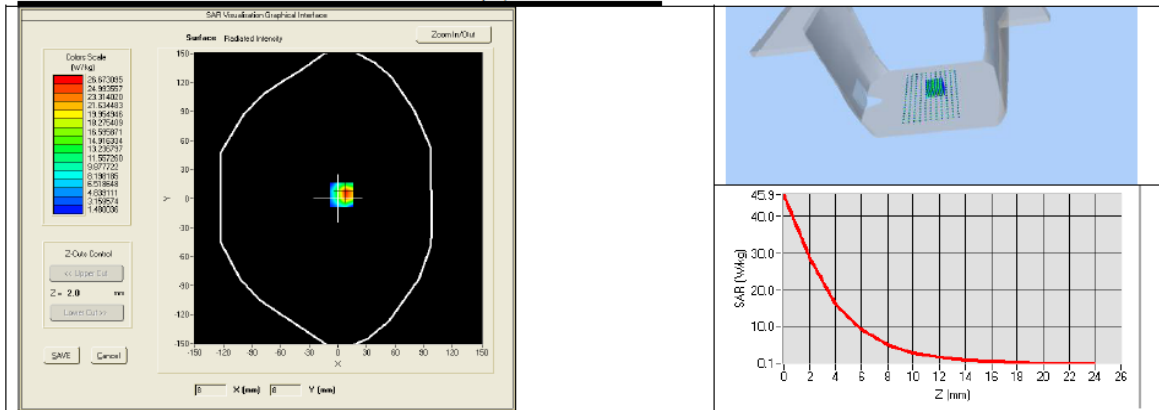 SAR Visualisation Graphical Interface
Surface Radiated Intensity
Zoom In/Out
Colors Scale
(W/kg)
26.673095
24.993557
23.314020
21.634483
19.954946
18.275409
16.595871
14.916334
13.236797
11.557260
9.877722
8.198185
6.518648
4.839111
3.159574
1.480036
150-
120-
90-
60-
30-
0-
-30-
-60-
-90-
-120-
-150-
Y
-150 -120 -90 -60 -30 0 30 60 90 120 150
X
Z-Cuts Control
<< Upper Cut
Z = 2.0 mm
Lower Cut >>
SAVE Cancel
8 X (mm) 8 Y (mm)
45.9-
40.0-
30.0-
20.0-
10.0-
0.1-
SAR (W/kg)
0 2 4 6 8 10 12 14 16 18 20 22 24 26
Z (mm)